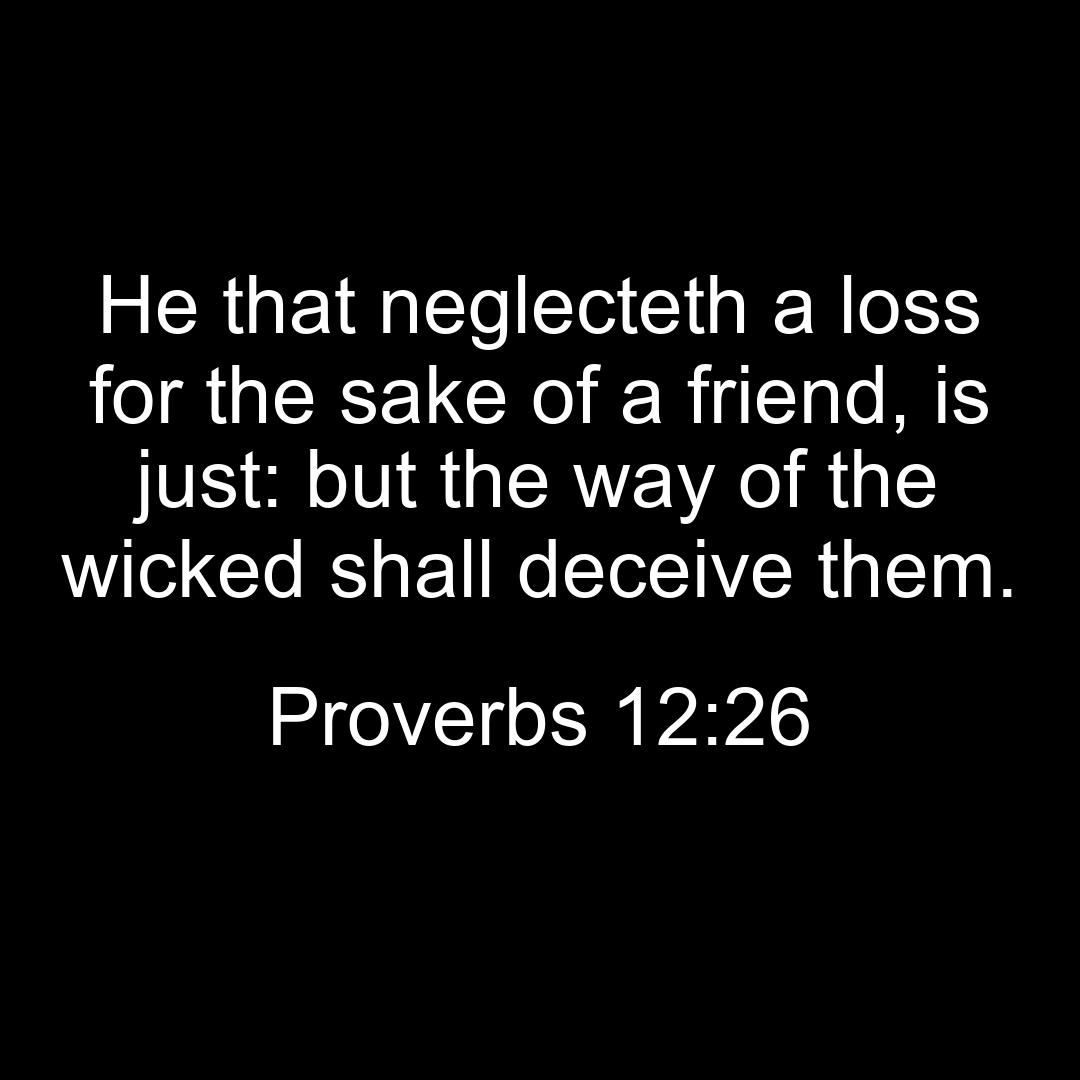 He that neglecteth a loss
for the sake of a friend, is
just: but the way of the
wicked shall deceive them.
Proverbs 12:26